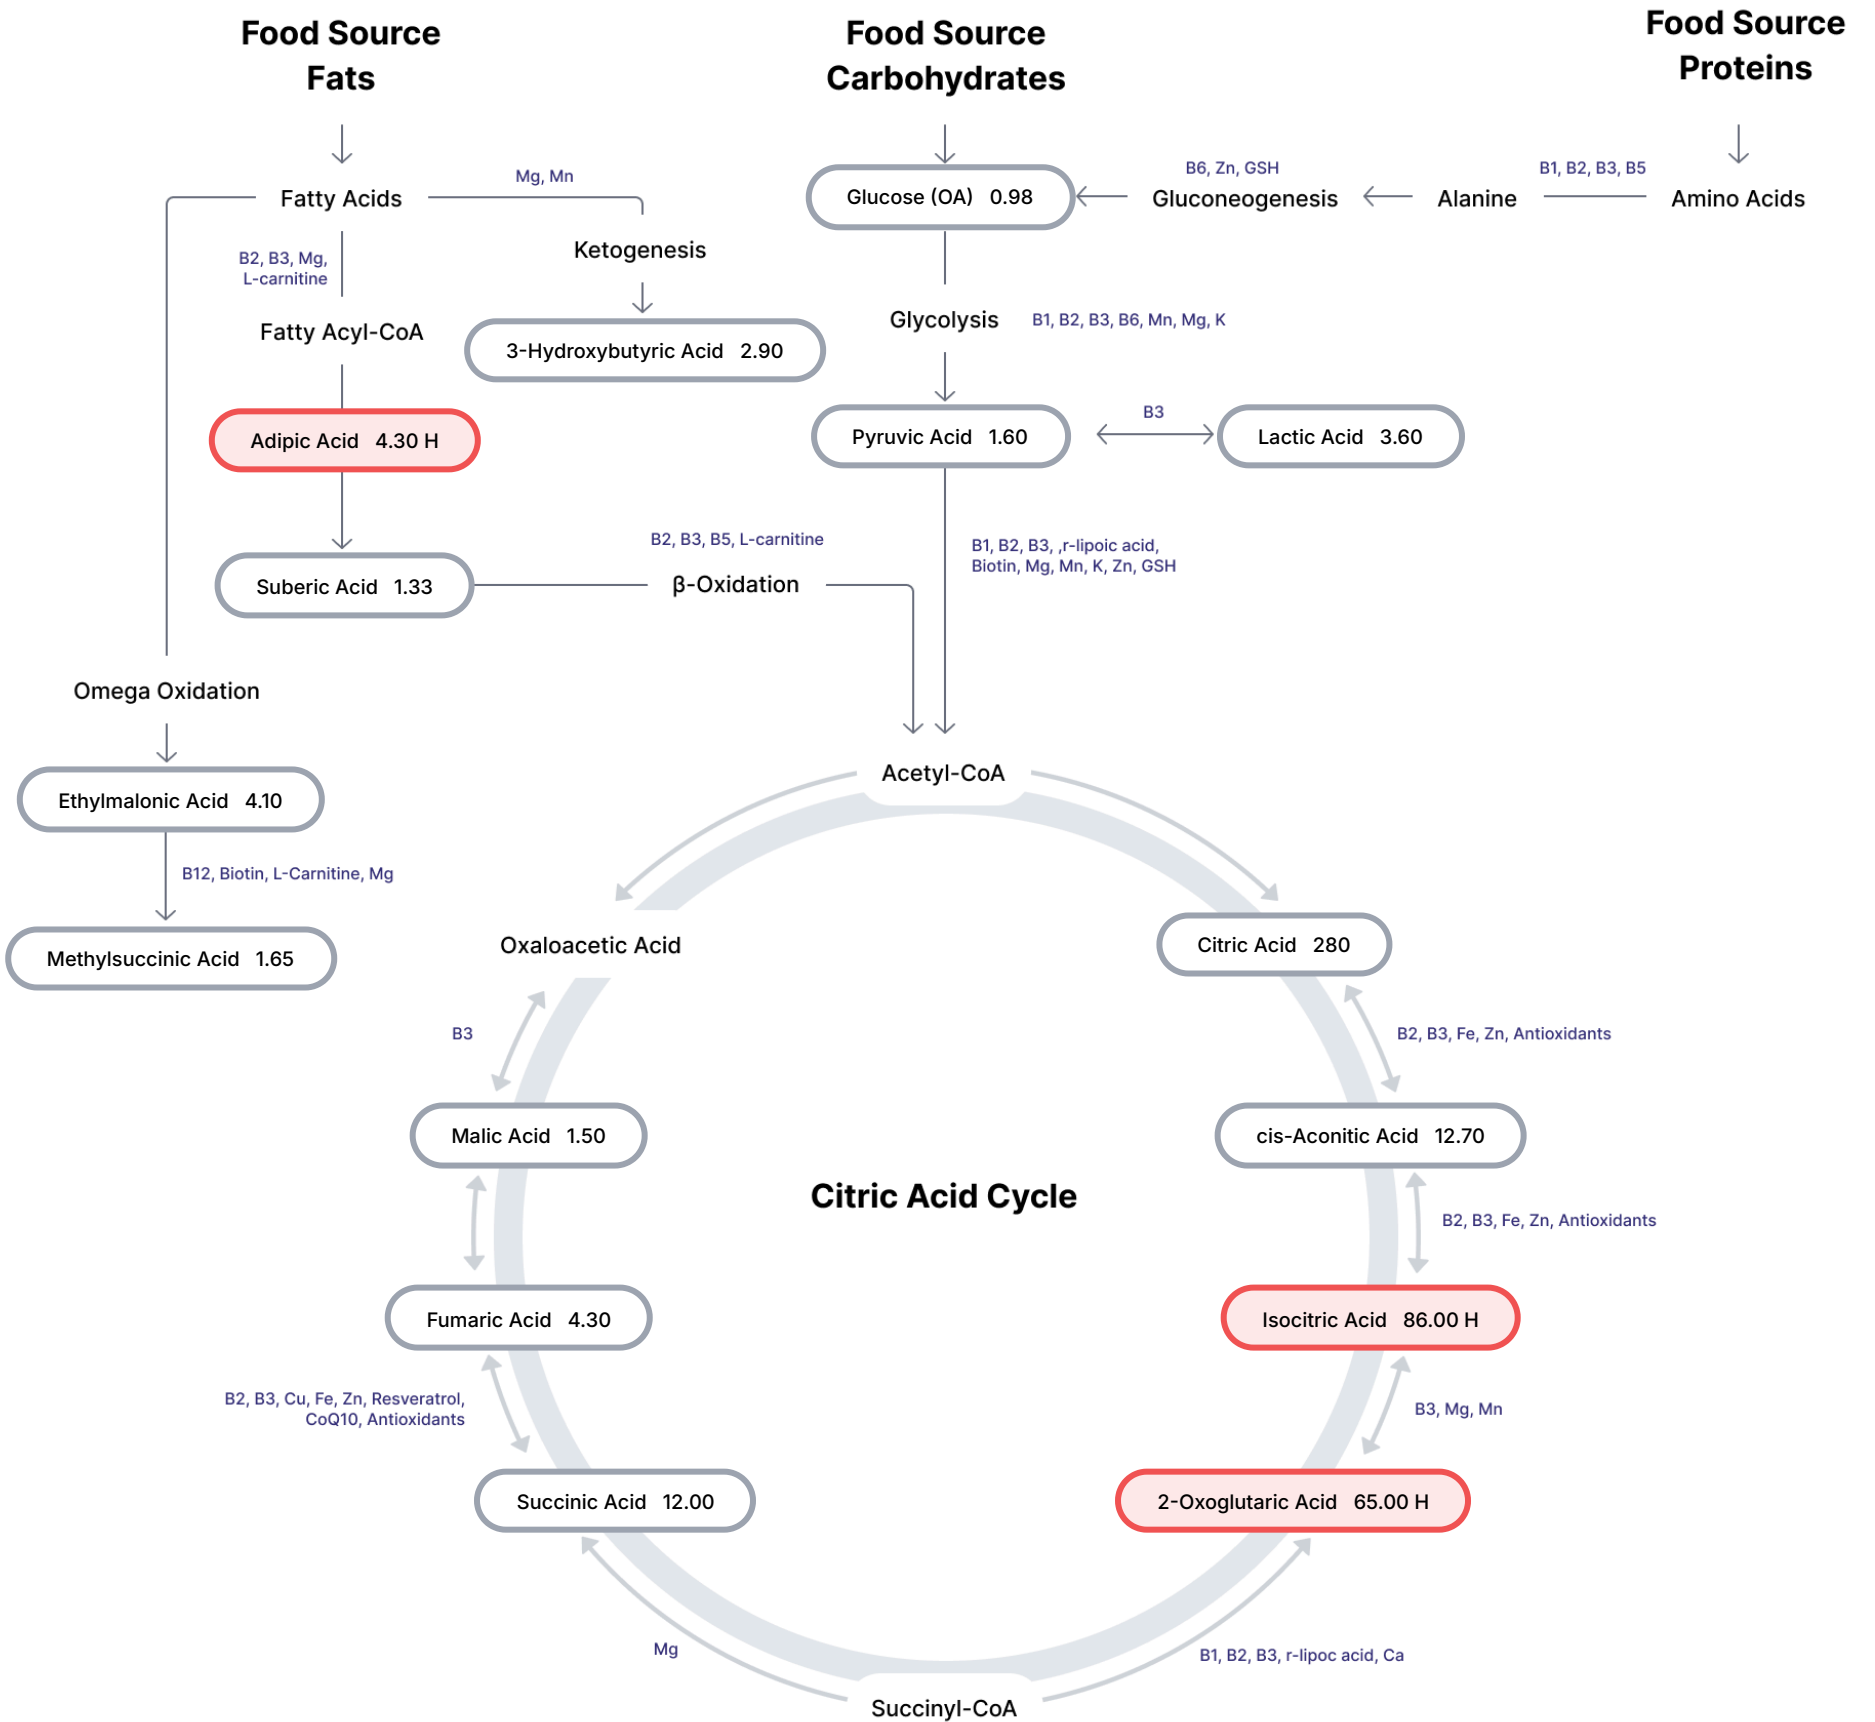 Food Source
Fats
Food Source
Carbohydrates
Food Source
Proteins
Mg, Mn
B6, Zn, GSH
B1, B2, B3, B5
Fatty Acids
Glucose (OA) 0.98
Gluconeogenesis
Alanine
Amino Acids
B2, B3, Mg,
L-carnitine
Ketogenesis
Fatty Acyl-CoA
Glycolysis
B1, B2, B3, B6, Mn, Mg, K
3-Hydroxybutyric Acid 2.90
B3
Adipic Acid 4.30 H
Pyruvic Acid 1.60
Lactic Acid 3.60
B2, B3, B5, L-carnitine
B1, B2, B3, ,r-lipoic acid,
Biotin, Mg, Mn, K, Zn, GSH
Suberic Acid 1.33
β-Oxidation
Omega Oxidation
Acetyl-CoA
Ethylmalonic Acid 4.10
B12, Biotin, L-Carnitine, Mg
Methylsuccinic Acid 1.65
Oxaloacetic Acid
Citric Acid 280
B3
B2, B3, Fe, Zn, Antioxidants
Malic Acid 1.50
cis-Aconitic Acid 12.70
Citric Acid Cycle
B2, B3, Fe, Zn, Antioxidants
Fumaric Acid 4.30
Isocitric Acid 86.00 H
B2, B3, Cu, Fe, Zn, Resveratrol,
CoQ10, Antioxidants
B3, Mg, Mn
Succinic Acid 12.00
2-Oxoglutaric Acid 65.00 H
Mg
B1, B2, B3, r-lipoc acid, Ca
Succinyl-CoA